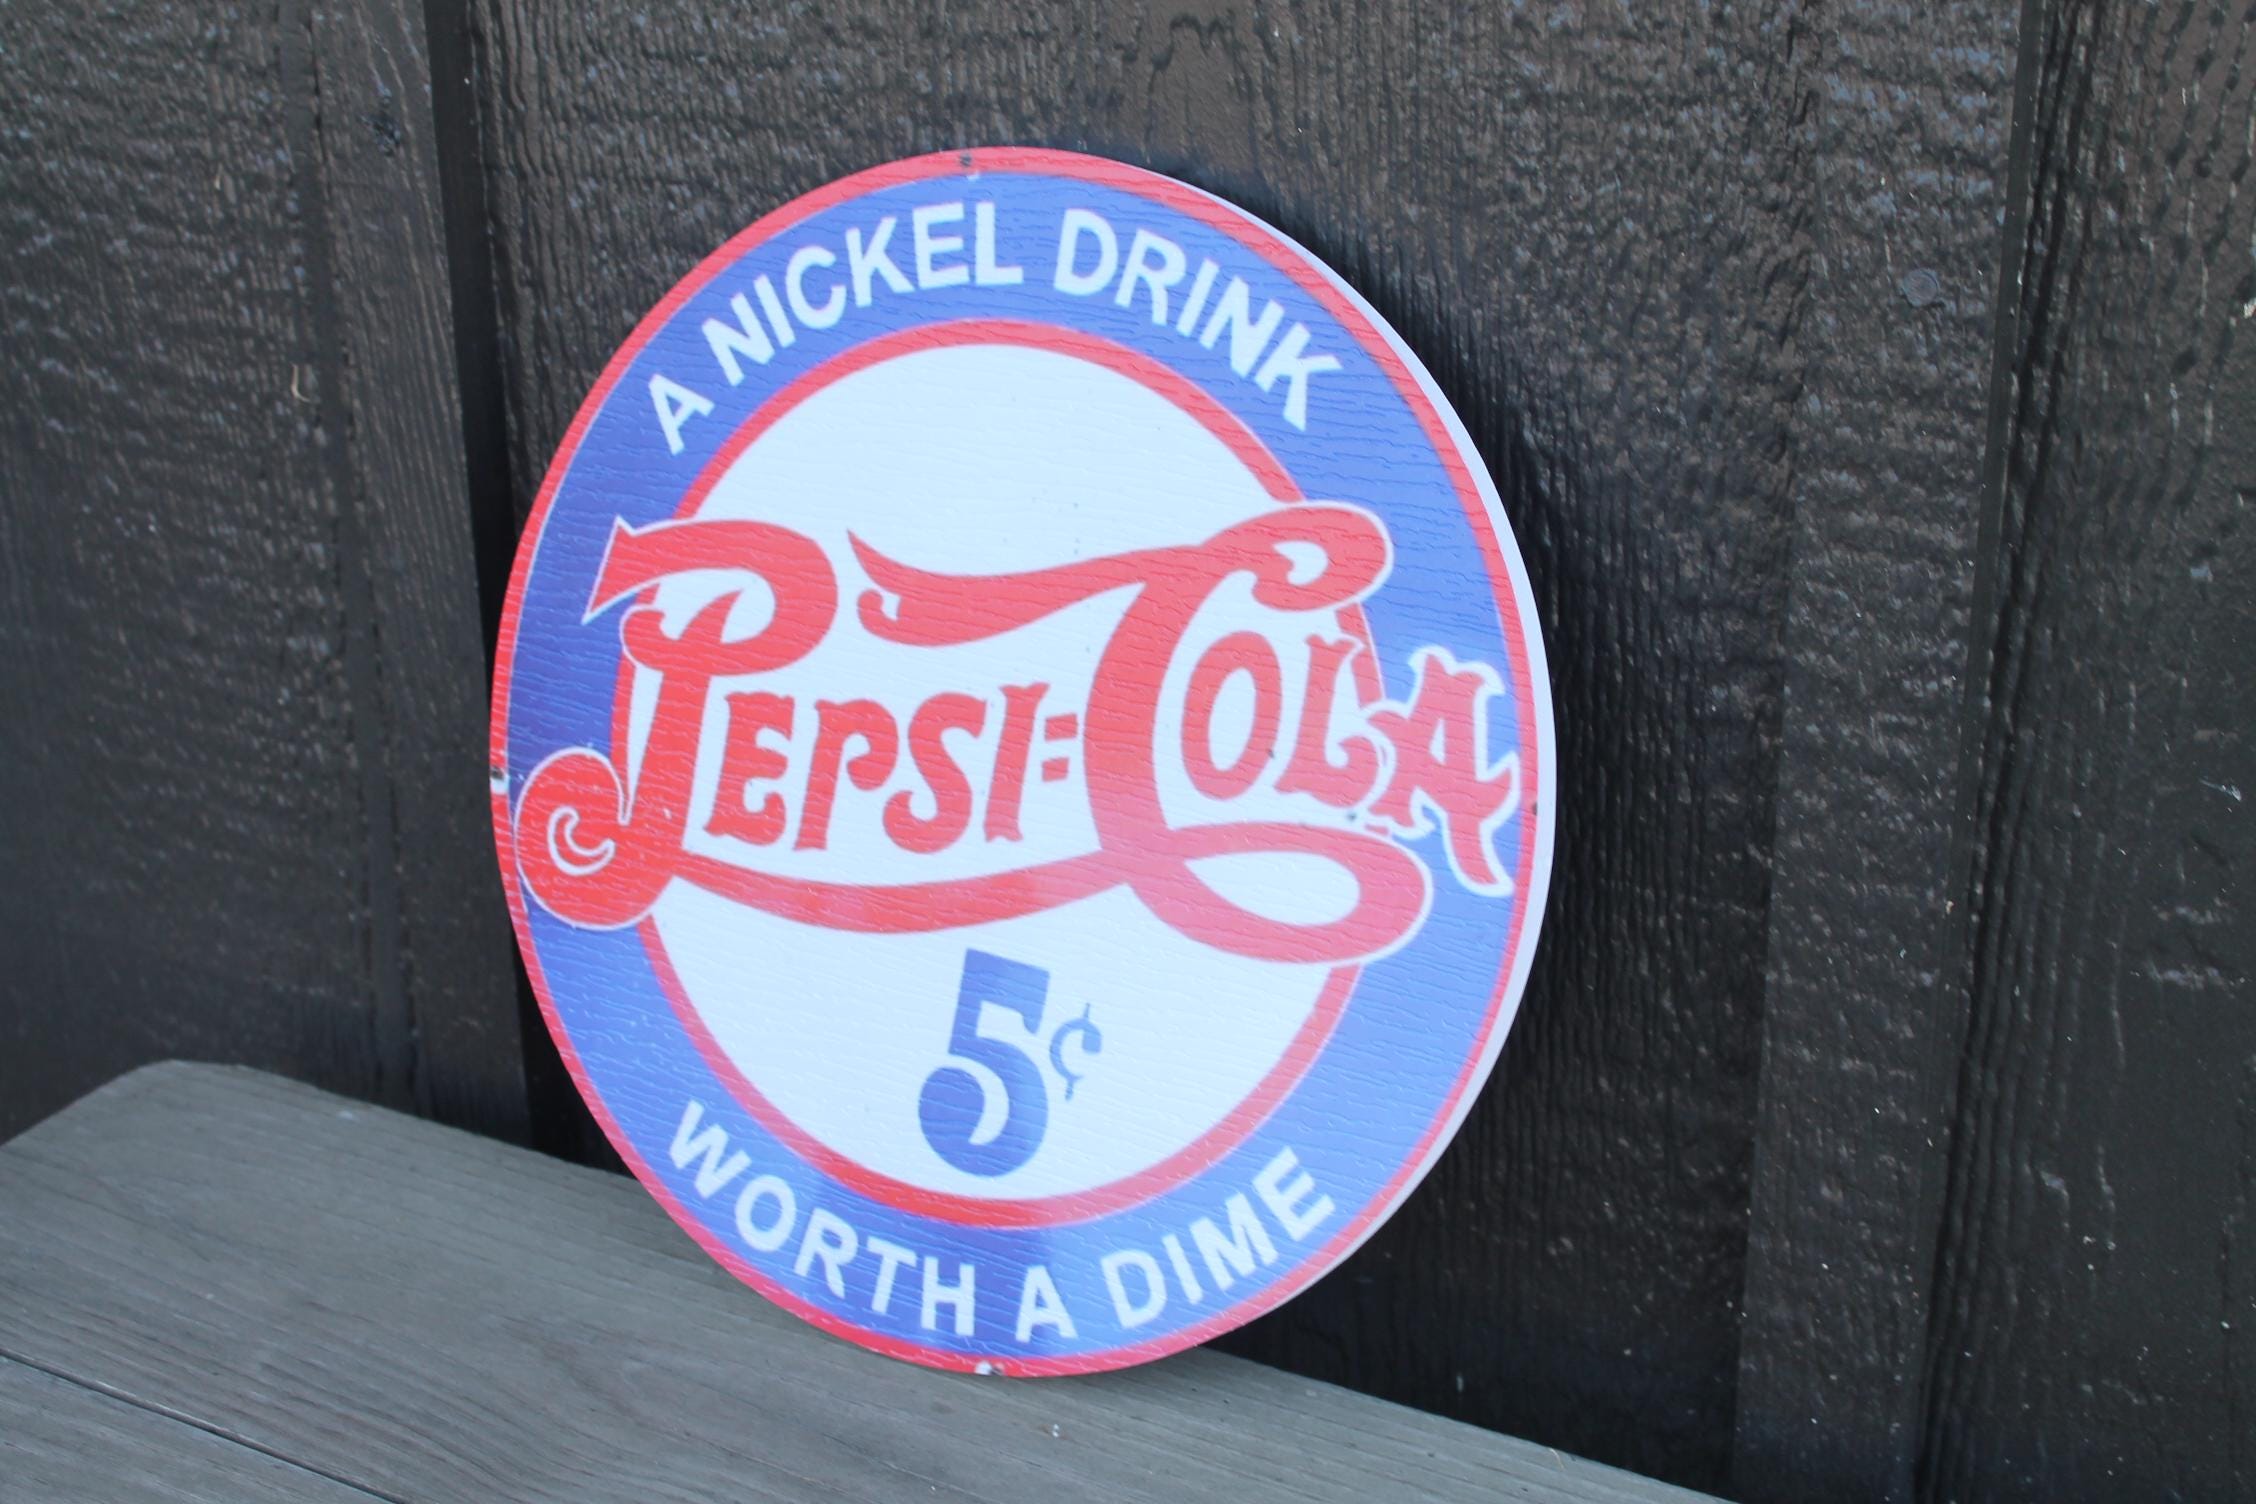 A NICKEL DRINK
PEPSI=COLA
5¢
WORTH A DIME